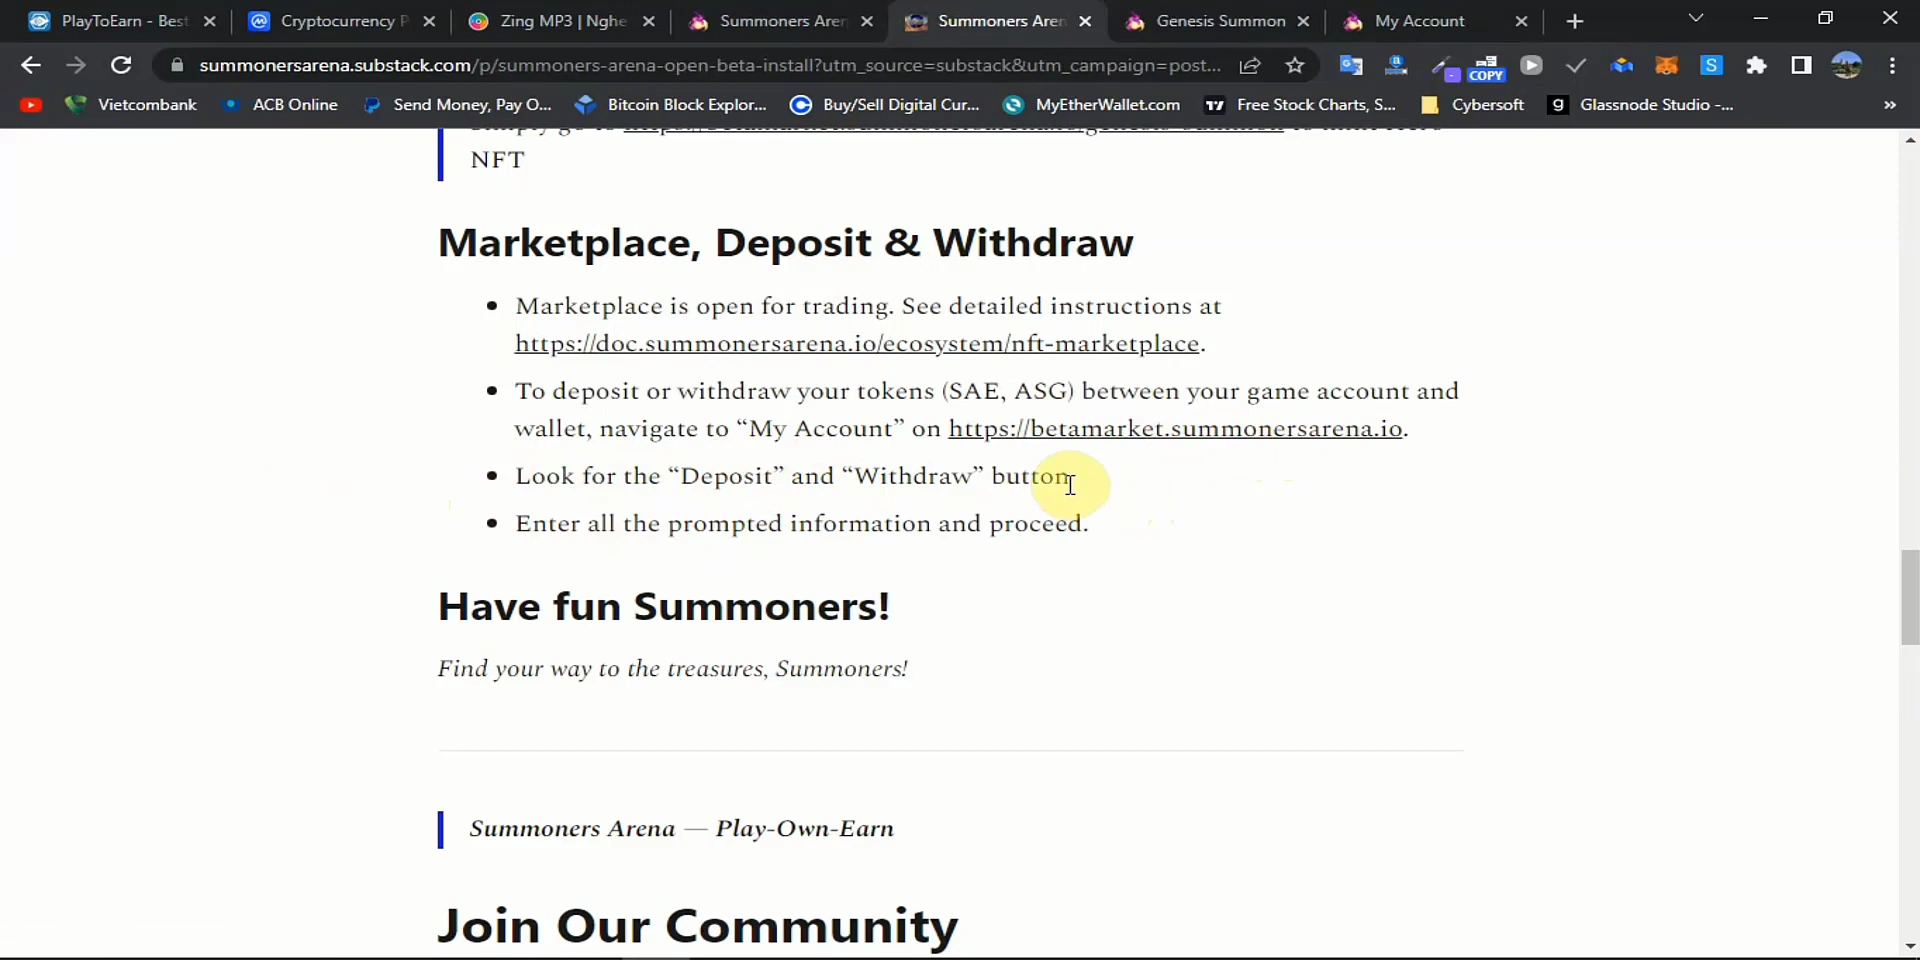 PlayToEarn - Best
Cryptocurrency P
Zing MP3 | Nghe
Summoners Aren
Summoners Aren
Genesis Summon
My Account
summonersarena.substack.com/p/summoners-arena-open-beta-install?utm_source=substack&utm_campaign=post...
COPY
Vietcombank
ACB Online
Send Money, Pay O...
Bitcoin Block Explor...
Buy/Sell Digital Cur...
MyEtherWallet.com
Free Stock Charts, S...
Cybersoft
Glassnode Studio -...
NFT
Marketplace, Deposit & Withdraw
• Marketplace is open for trading. See detailed instructions at
https://doc.summonersarena.io/ecosystem/nft-marketplace.
• To deposit or withdraw your tokens (SAE, ASG) between your game account and
wallet, navigate to “My Account” on https://betamarket.summonersarena.io.
• Look for the “Deposit” and “Withdraw” button
• Enter all the prompted information and proceed.
Have fun Summoners!
Find your way to the treasures, Summoners!
Summoners Arena — Play-Own-Earn
Join Our Community